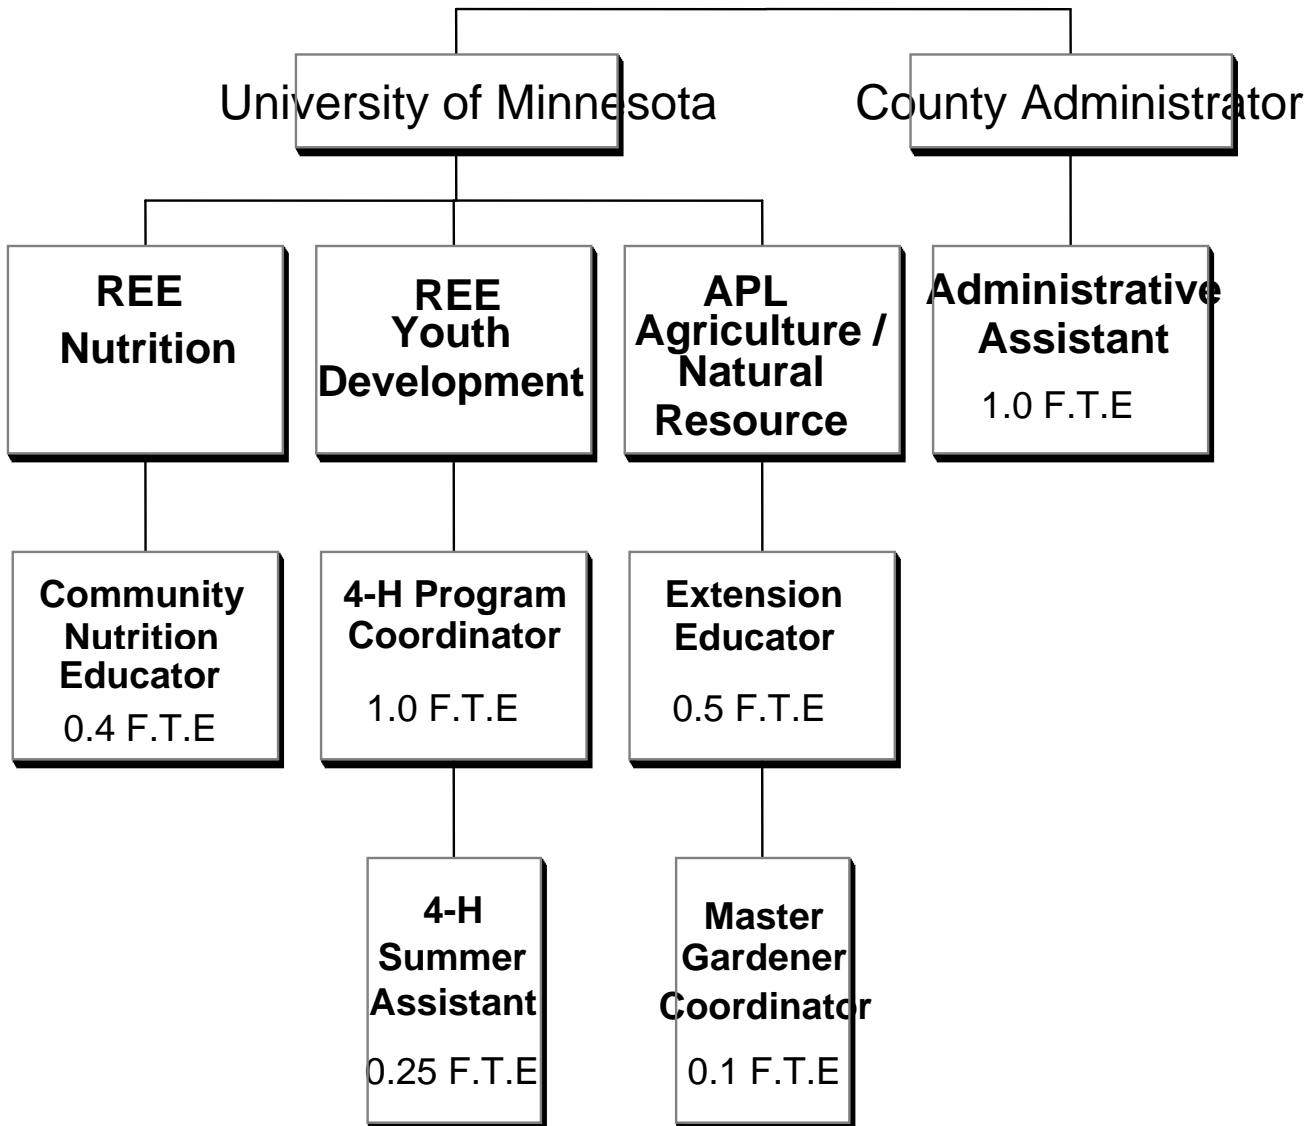 University of Minnesota
County Administrator
REE
Nutrition
REE
Youth
Development
APL
Agriculture /
Natural
Resource
Administrative
Assistant
1.0 F.T.E
Community
Nutrition
Educator
0.4 F.T.E
4-H Program
Coordinator
1.0 F.T.E
Extension
Educator
0.5 F.T.E
4-H
Summer
Assistant
0.25 F.T.E
Master
Gardener
Coordinator
0.1 F.T.E